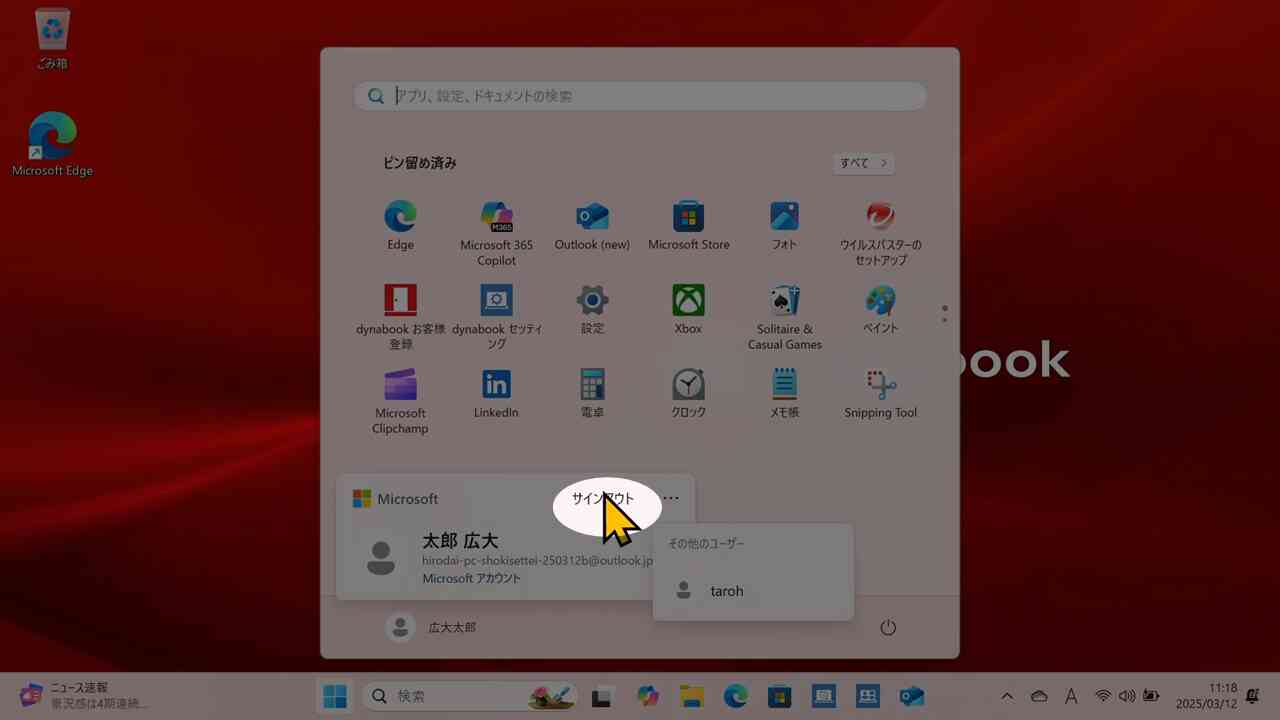 ごみ箱
Microsoft Edge
アプリ、設定、ドキュメントの検索
ピン留め済み
すべて
Edge
Microsoft 365
Copilot
M365
Outlook (new)
Microsoft Store
フォト
ウイルスバスターの
セットアップ
dynabook お客様
登録
dynabook セッティ
ング
設定
Xbox
Solitaire &
Casual Games
ペイント
book
Microsoft
Clipchamp
LinkedIn
電卓
クロック
メモ帳
Snipping Tool
Microsoft
サインアウト
...
太郎 広大
hirodai-pc-shokisettei-250312b@outlook.jp
Microsoft アカウント
その他のユーザー
taroh
広大太郎
ニュース速報
景況感は4期連続...
検索
A
11:18
2025/03/12